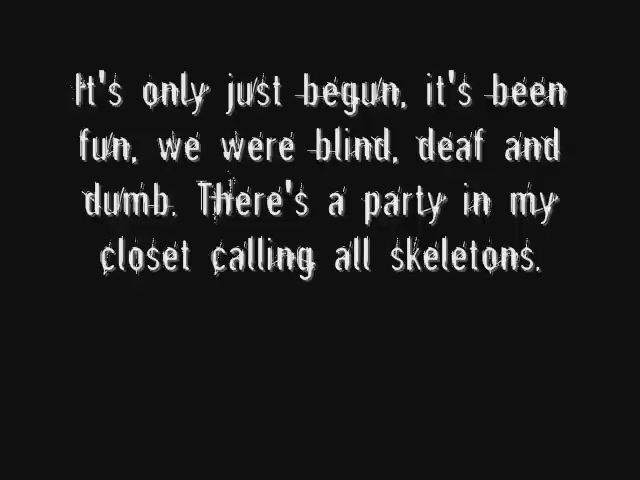 It's only just begun, it's been
fun, we were blind, deaf and
dumb. There's a party in my
closet calling all skeletons.